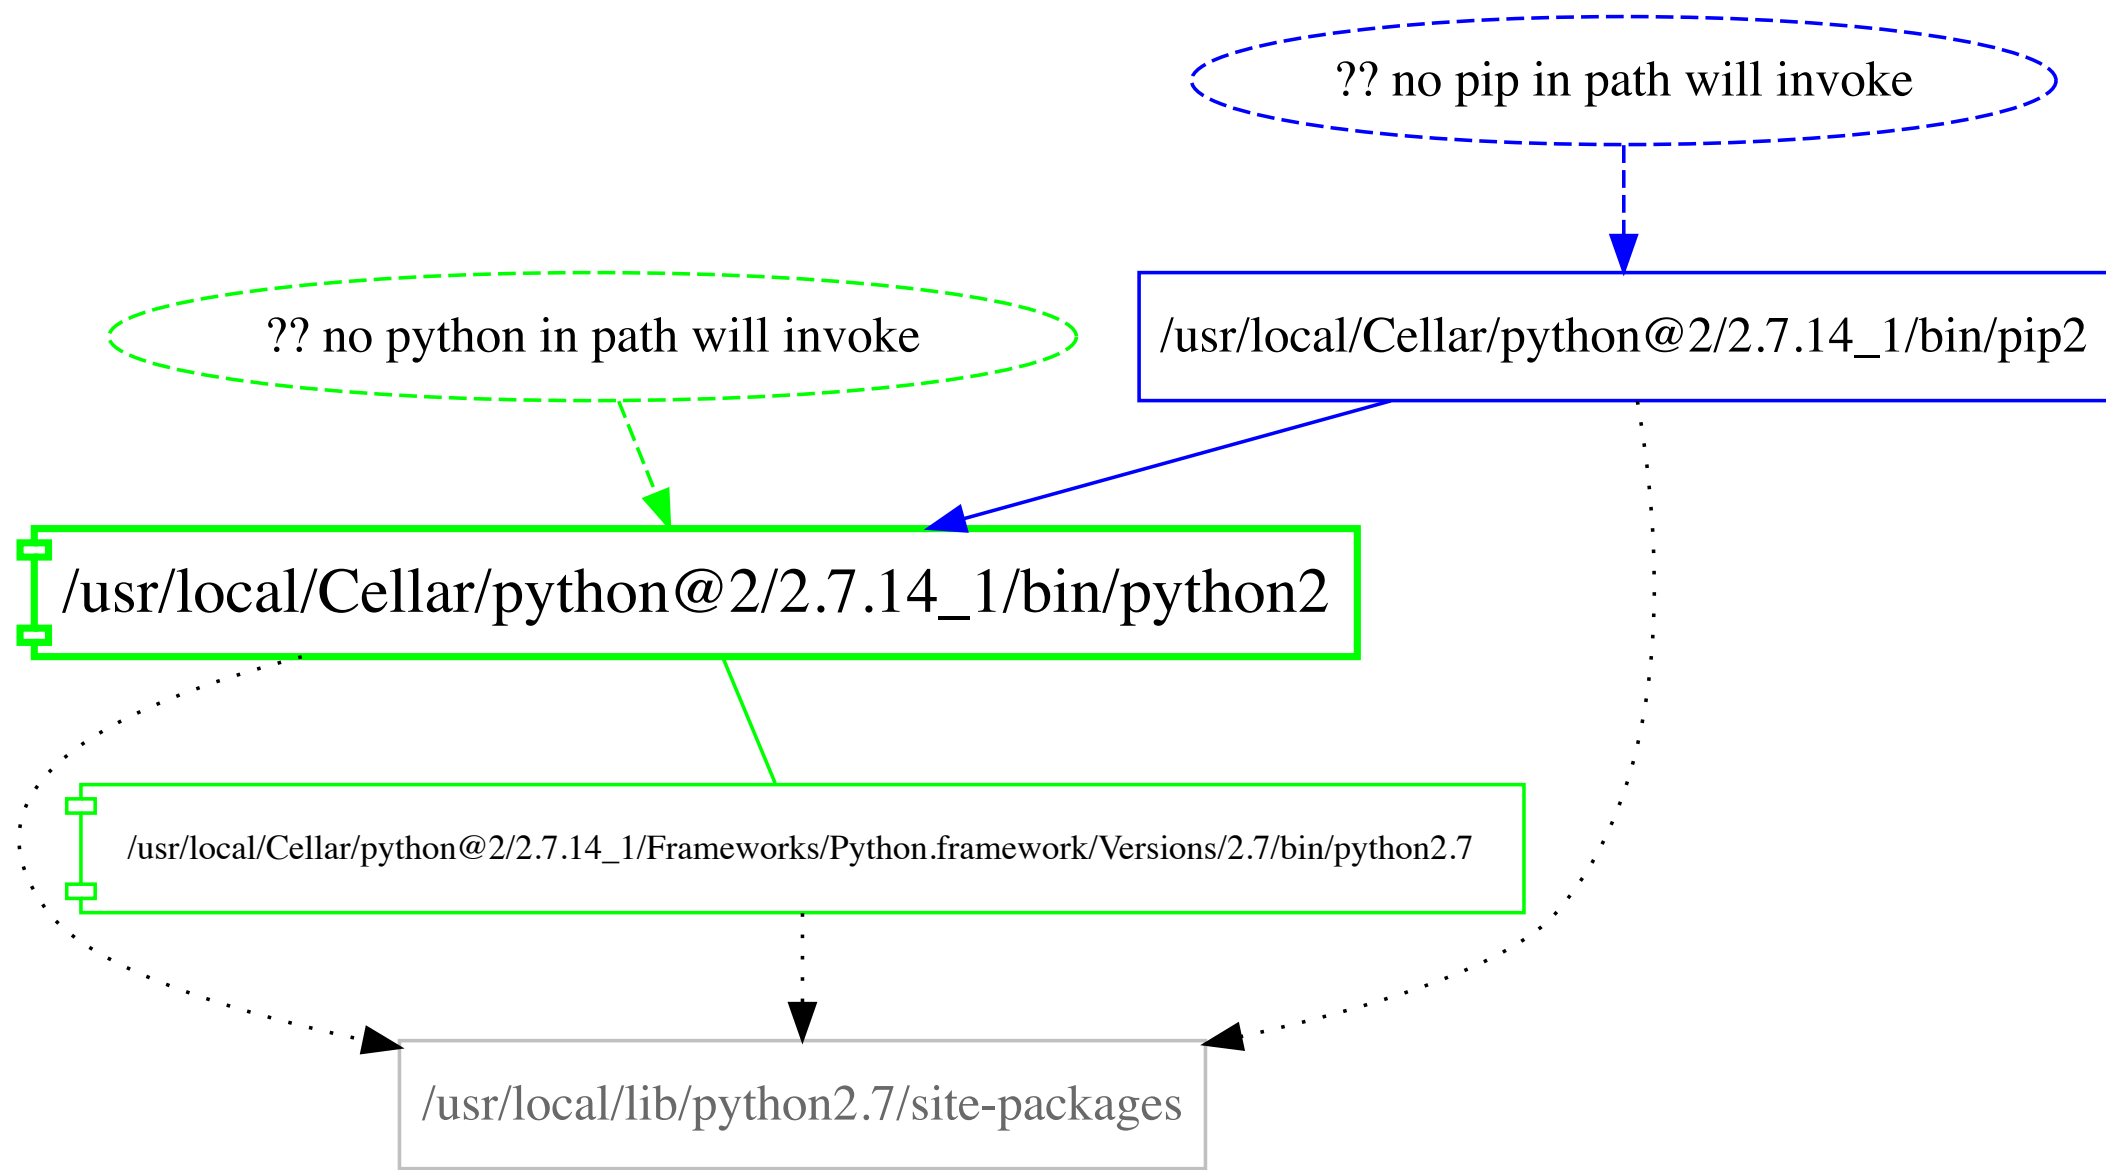 ?? no pip in path will invoke
?? no python in path will invoke
/usr/local/Cellar/python@2/2.7.14_1/bin/pip2
/usr/local/Cellar/python@2/2.7.14_1/bin/python2
/usr/local/Cellar/python@2/2.7.14_1/Frameworks/Python.framework/Versions/2.7/bin/python2.7
/usr/local/lib/python2.7/site-packages